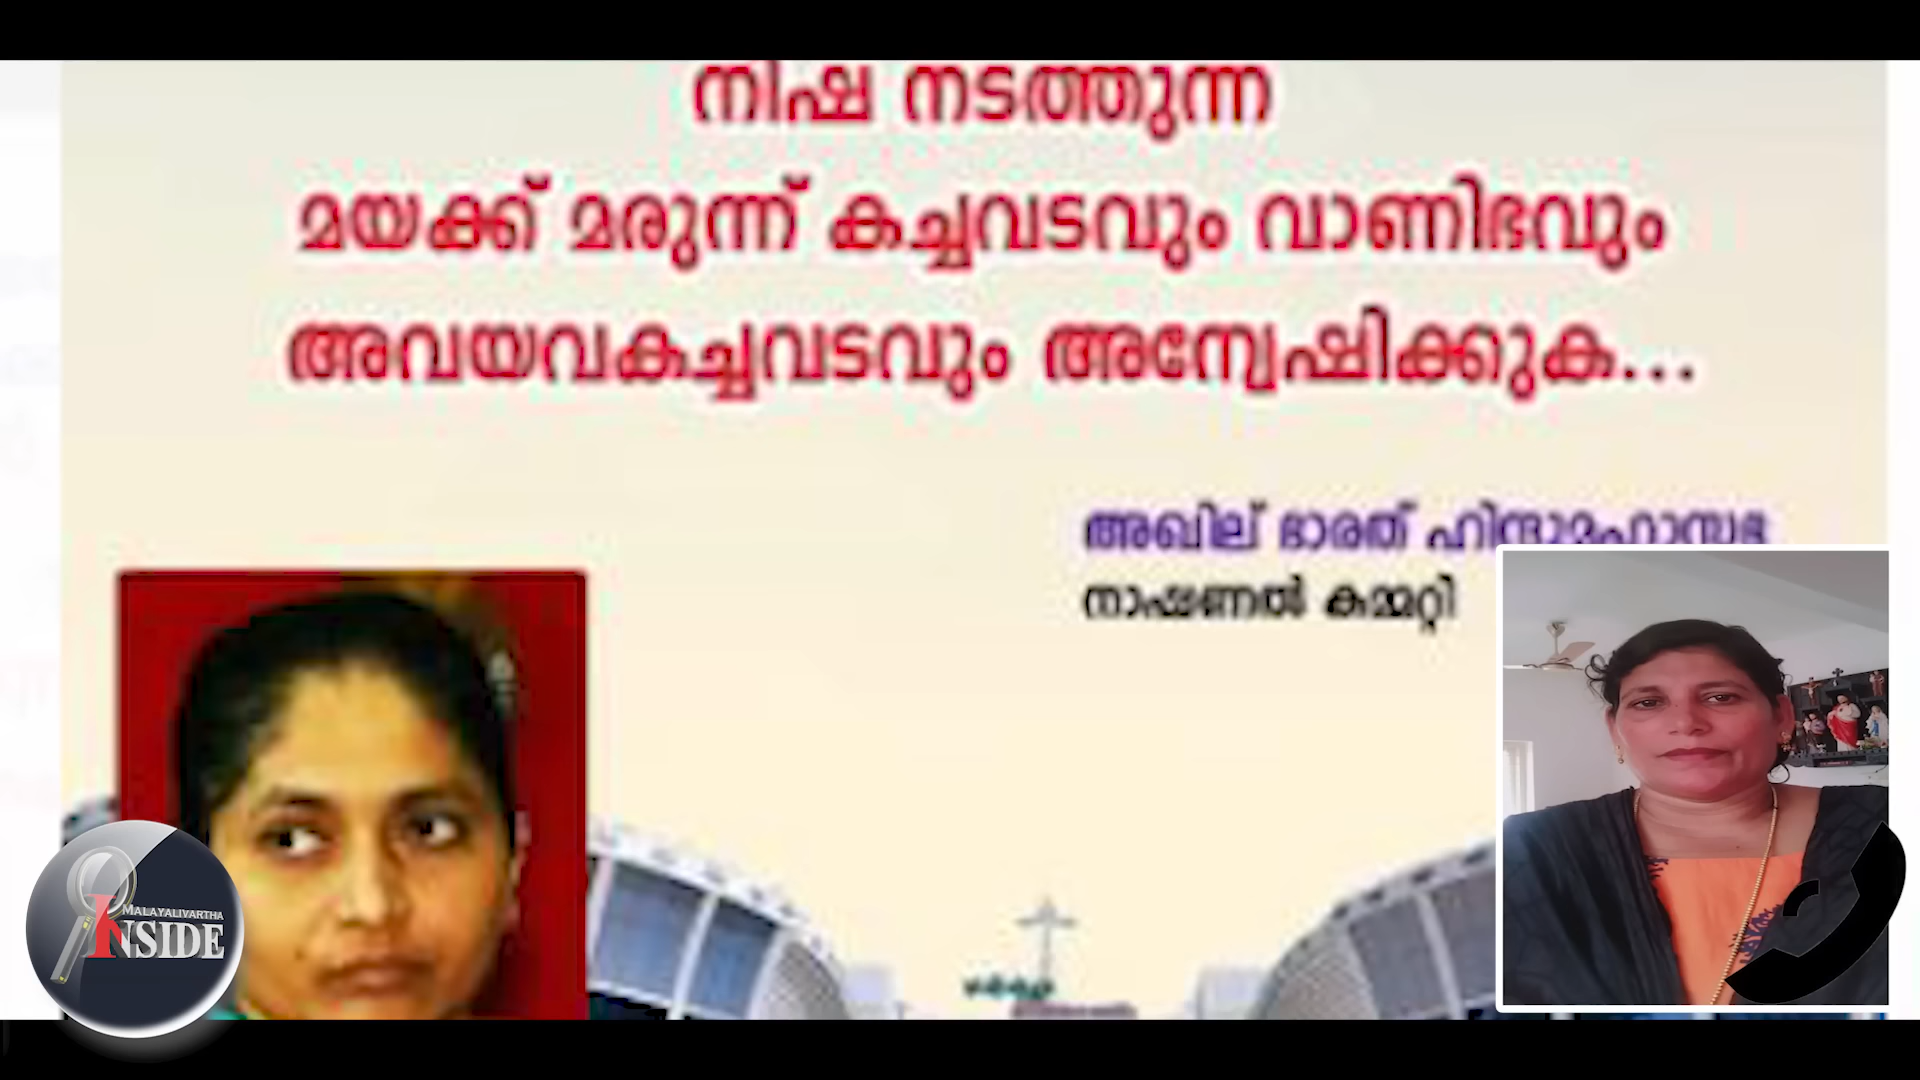 നിഷ നടത്തുന്ന
മയക്ക് മരുന്ന് കച്ചവടവും വാണിഭവും
അവയവകച്ചവടവും അന്വേഷിക്കുക...
അഖില് ഭാരത് ഹിന്ദുമഹാസഭ
നാഷണൽ കമ്മറ്റി
MALAYALIVARTHA
INSIDE